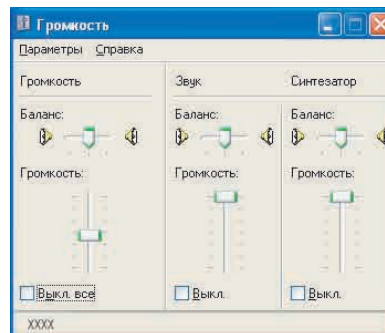 Громкость
Параметры Справка
Громкость Звук Синтезатор
Баланс: Баланс: Баланс:
Громкость: Громкость: Громкость:
Выкл. все Выкл. Выкл.
XXXX